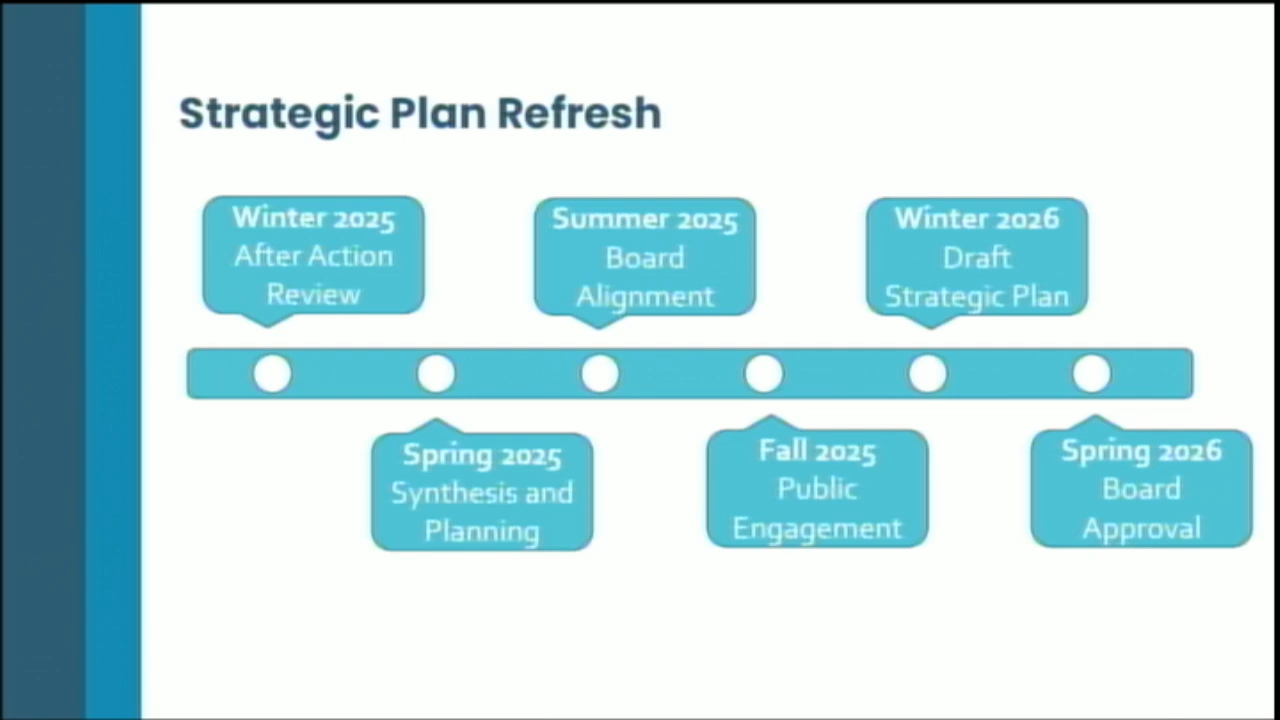 Strategic Plan Refresh
Winter 2025
After Action
Review
Spring 2025
Synthesis and
Planning
Summer 2025
Board
Alignment
Fall 2025
Public
Engagement
Winter 2026
Draft
Strategic Plan
Spring 2026
Board
Approval